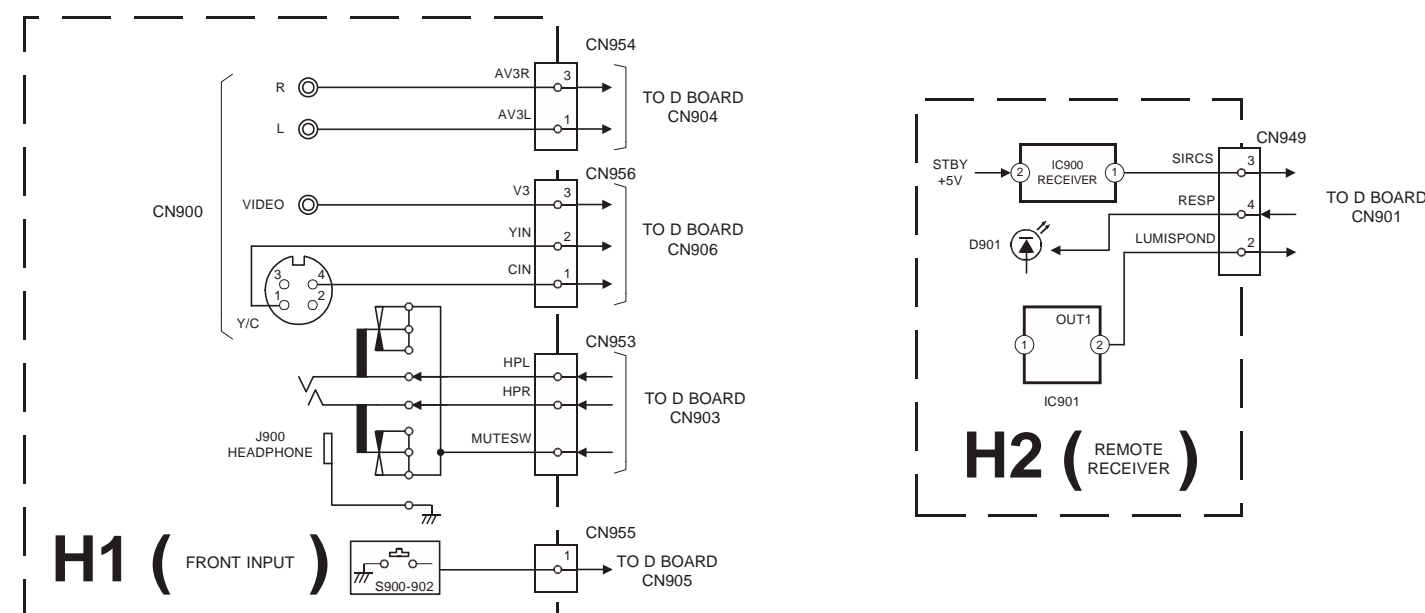 CN954
R
AV3R
3
L
AV3L
1
TO D BOARD
CN904
CN900
CN956
VIDEO
V3
3
YIN
2
CIN
1
TO D BOARD
CN906
3
4
1
2
Y/C
CN953
HPL
HPR
MUTESW
TO D BOARD
CN903
J900
HEADPHONE
CN955
1
TO D BOARD
CN905
S900-902
H1 ( FRONT INPUT )
CN949
STBY
+5V
2
IC900
RECEIVER
1
SIRCS
3
RESP
4
LUMISPOND
2
TO D BOARD
CN901
D901
OUT1
1
2
IC901
H2 ( REMOTE
RECEIVER )